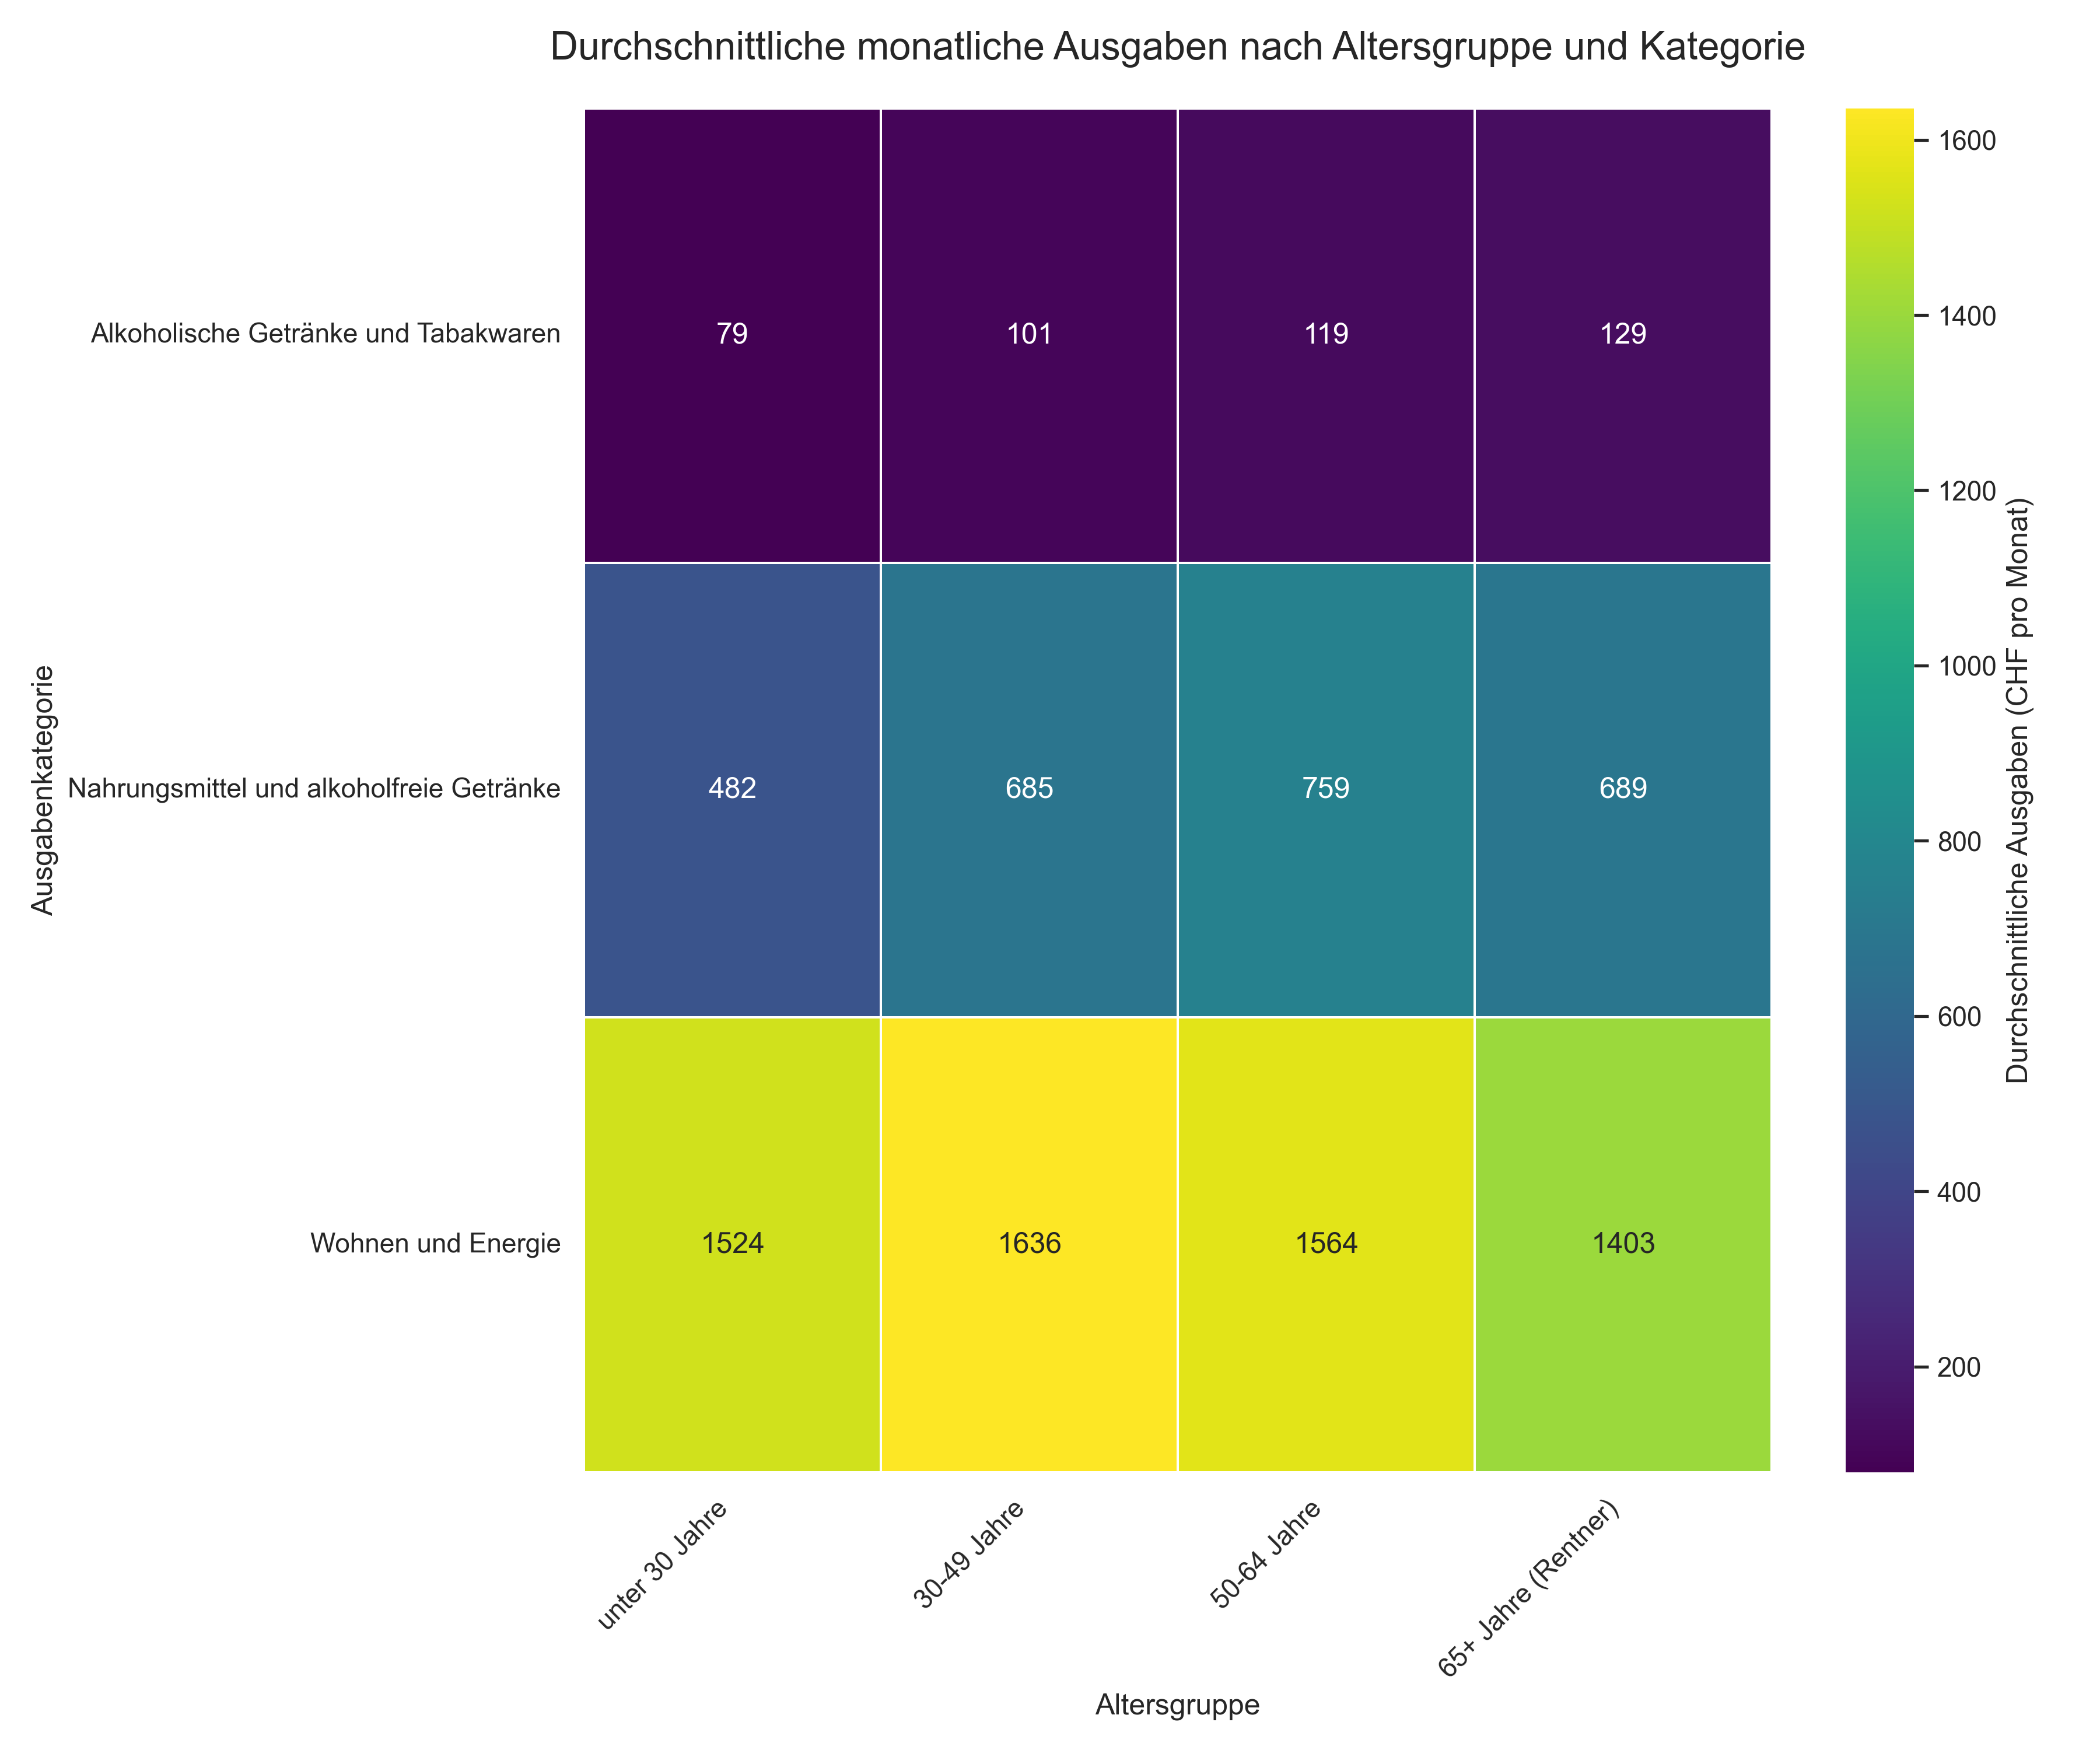 Durchschnittliche monatliche Ausgaben nach Altersgruppe und Kategorie
Ausgabenkategorie
Alkoholische Getränke und Tabakwaren
79
101
119
129
Nahrungsmittel und alkoholfreie Getränke
482
685
759
689
Wohnen und Energie
1524
1636
1564
1403
unter 30 Jahre
30-49 Jahre
50-64 Jahre
65+ Jahre (Rentner)
Altersgruppe
1600
1400
1200
1000
800
600
400
200
Durchschnittliche Ausgaben (CHF pro Monat)